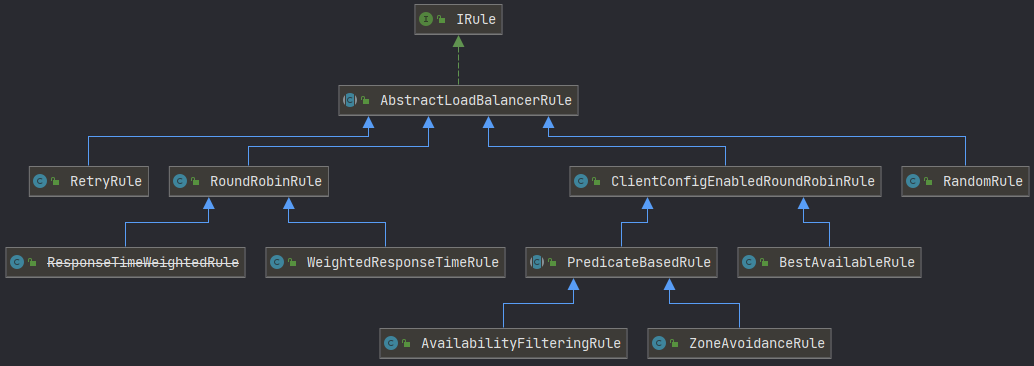 IRule
AbstractLoadBalancerRule
RetryRule
RoundRobinRule
ClientConfigEnabledRoundRobinRule
RandomRule
ResponseTimeWeightedRule
WeightedResponseTimeRule
PredicateBasedRule
BestAvailableRule
AvailabilityFilteringRule
ZoneAvoidanceRule